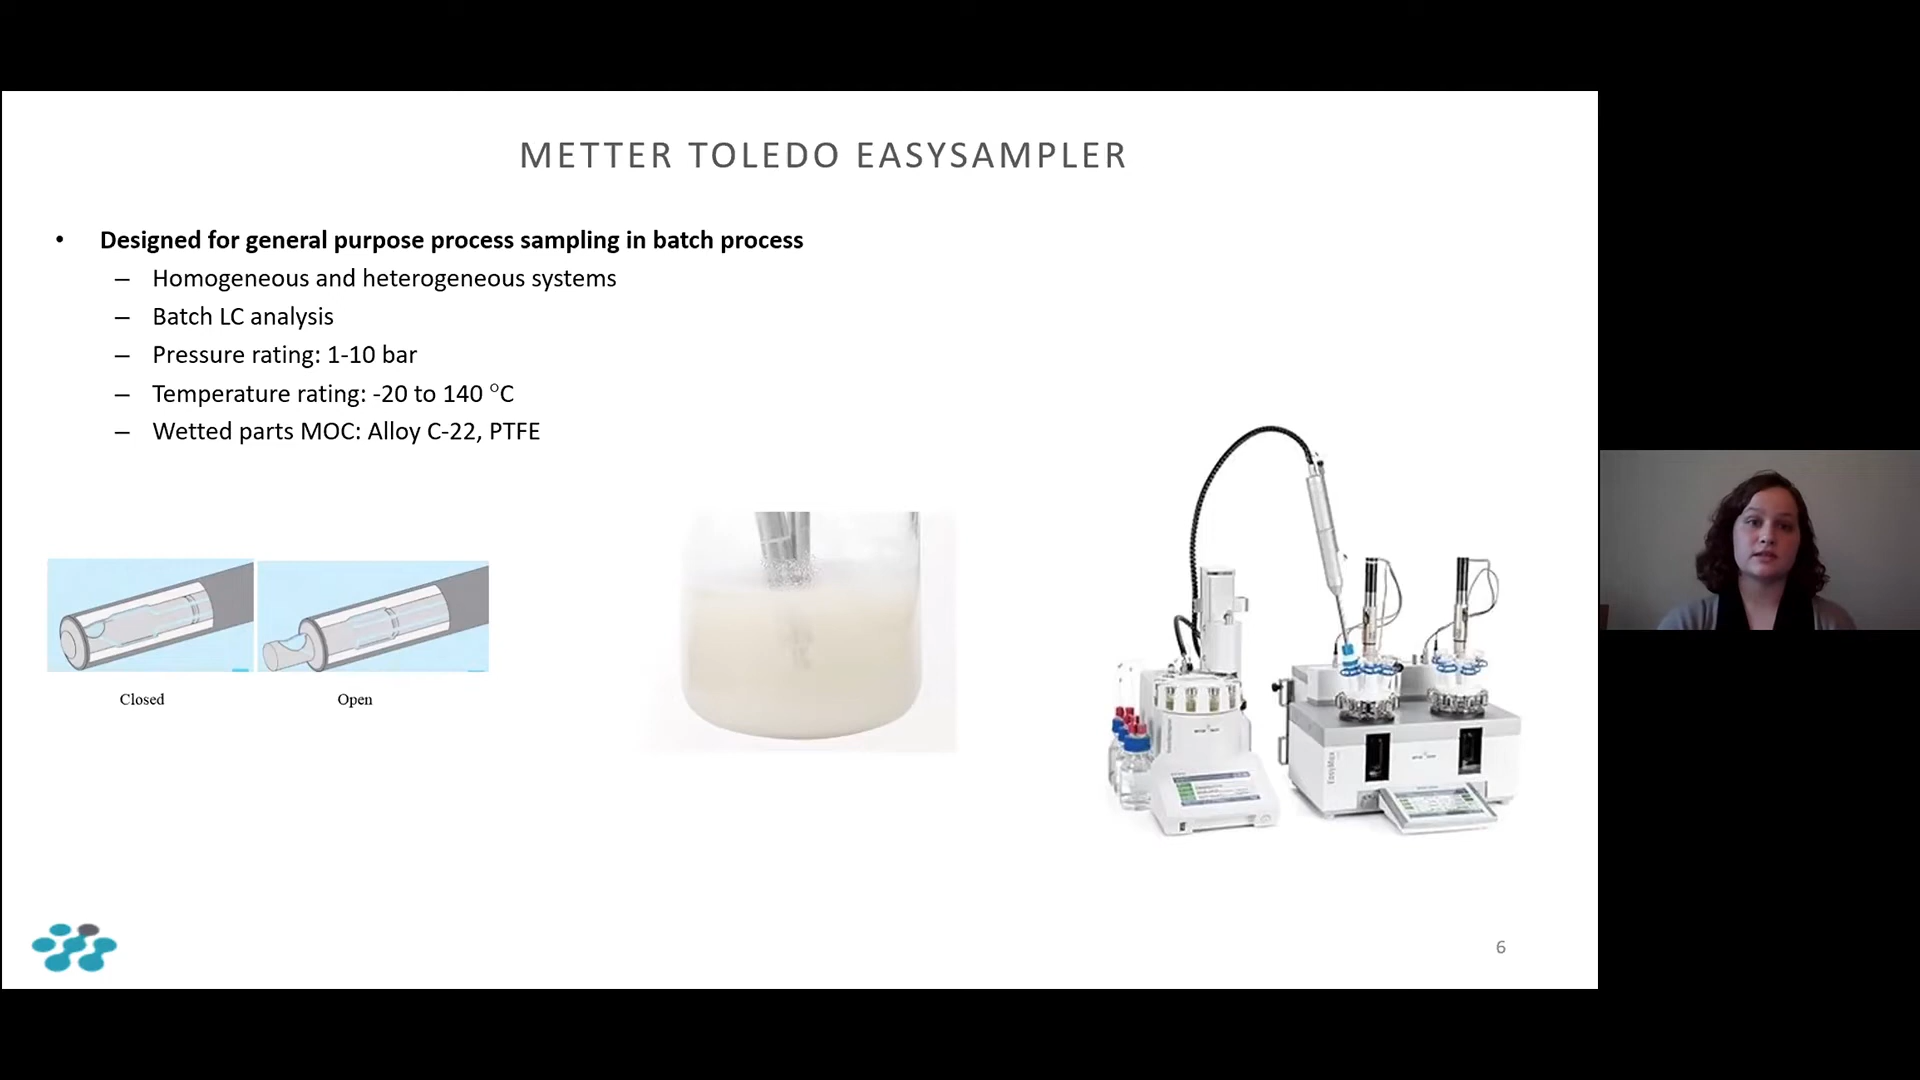 METTER TOLEDO EASYSAMPLER
• Designed for general purpose process sampling in batch process
– Homogeneous and heterogeneous systems
– Batch LC analysis
– Pressure rating: 1-10 bar
– Temperature rating: -20 to 140 °C
– Wetted parts MOC: Alloy C-22, PTFE
Closed
Open
EasyMax
6